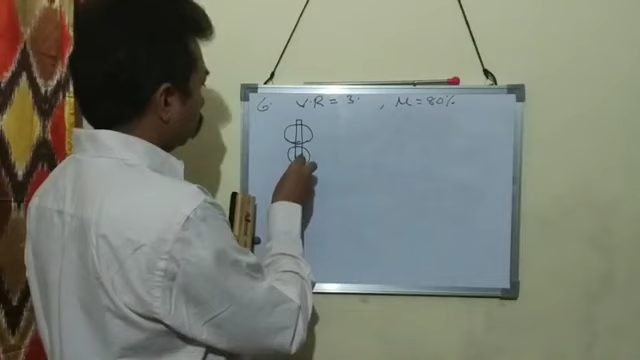 6. V.R = 3. , M = 80%